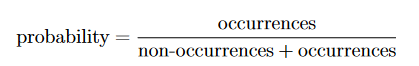 probability = occurrences / non-occurrences + occurrences